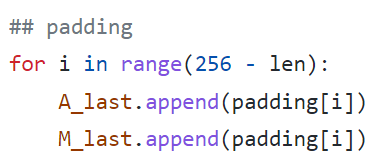 ## padding
for i in range(256 - len):
    A_last.append(padding[i])
    M_last.append(padding[i])